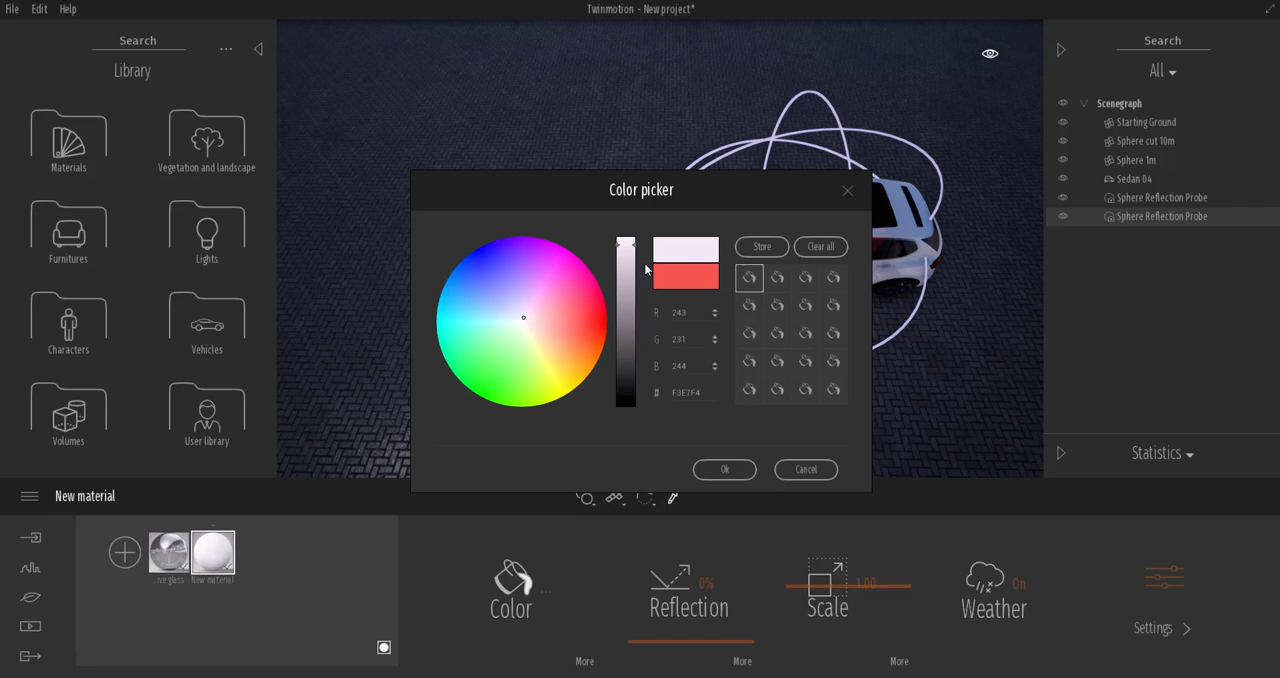 File Edit Help
Twinmotion - New project*
Search
Library
Materials
Vegetation and landscape
Furnitures
Lights
Characters
Vehicles
Volumes
User library
Color picker
Store
Clear all
R 243
G 231
B 244
# F3E7F4
Ok
Cancel
Search
All
Scenegraph
Starting Ground
Sphere cut 10m
Sphere 1m
Sedan 04
Sphere Reflection Probe
Sphere Reflection Probe
Statistics
New material
...ive glass
New material
Color ...
Reflection
0%
Scale
1.00
Weather
On
Settings
More
More
More